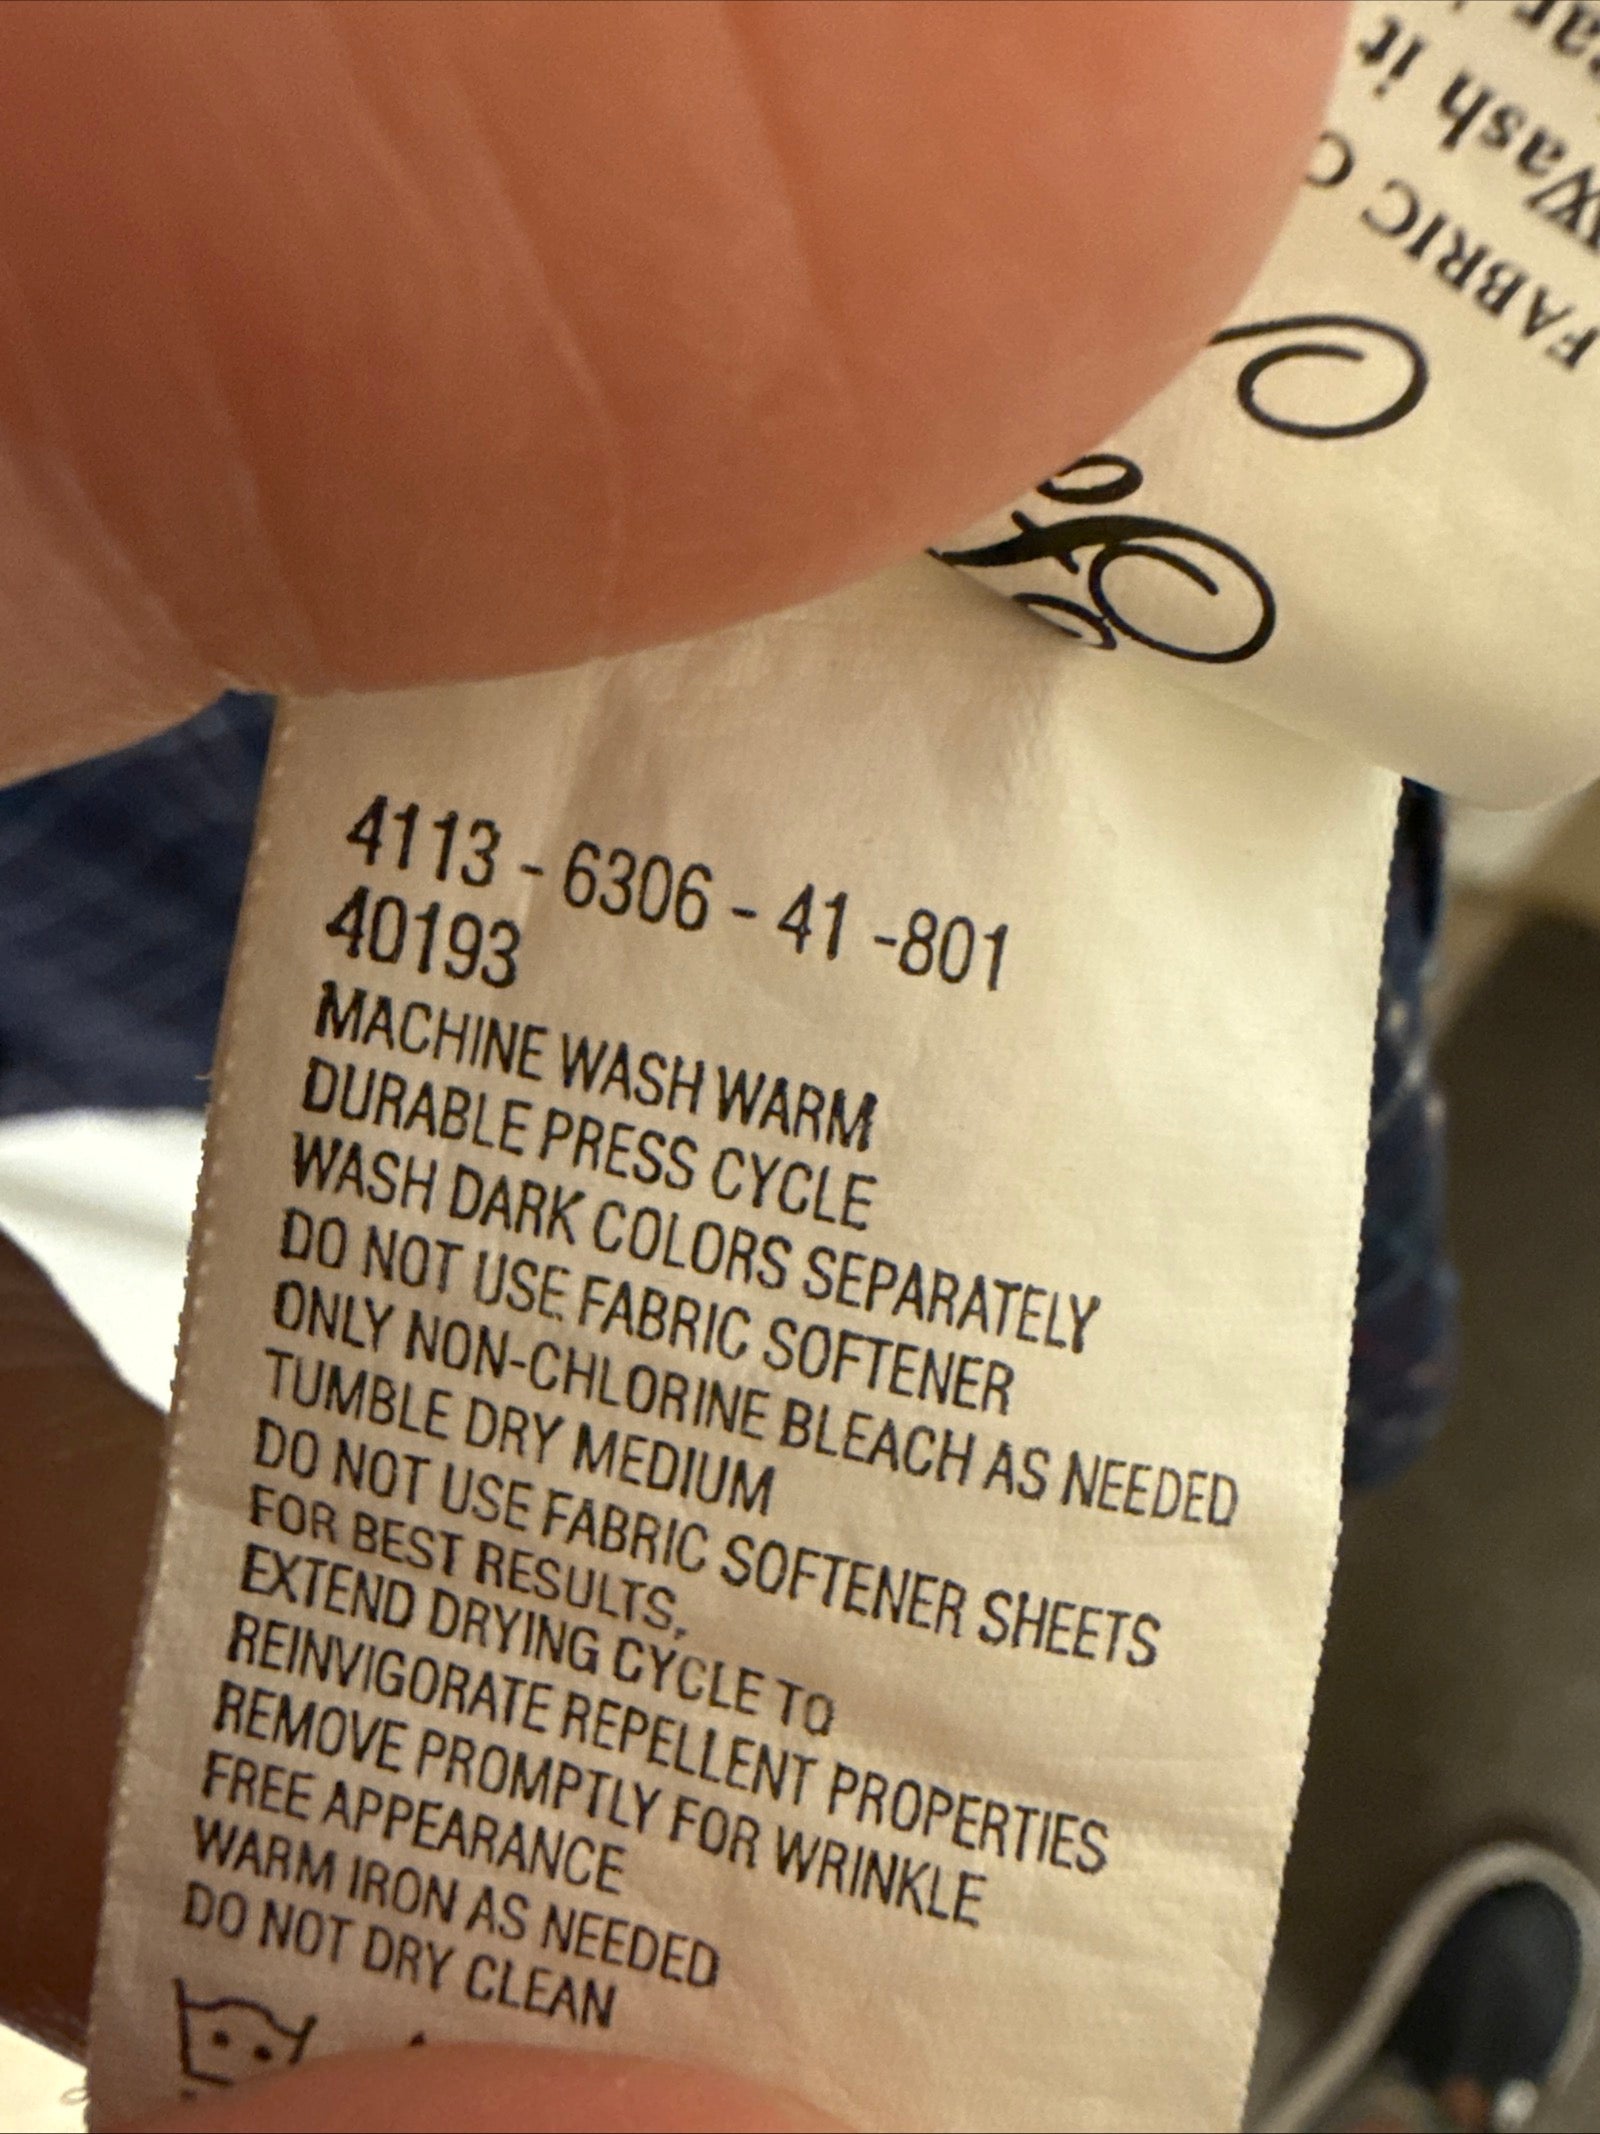 Wash it
FABRIC
4113 - 6306 - 41 -801
40193
MACHINE WASH WARM
DURABLE PRESS CYCLE
WASH DARK COLORS SEPARATELY
DO NOT USE FABRIC SOFTENER
ONLY NON-CHLORINE BLEACH AS NEEDED
TUMBLE DRY MEDIUM
DO NOT USE FABRIC SOFTENER SHEETS
FOR BEST RESULTS,
EXTEND DRYING CYCLE TO
REINVIGORATE REPELLENT PROPERTIES
REMOVE PROMPTLY FOR WRINKLE
FREE APPEARANCE
WARM IRON AS NEEDED
DO NOT DRY CLEAN